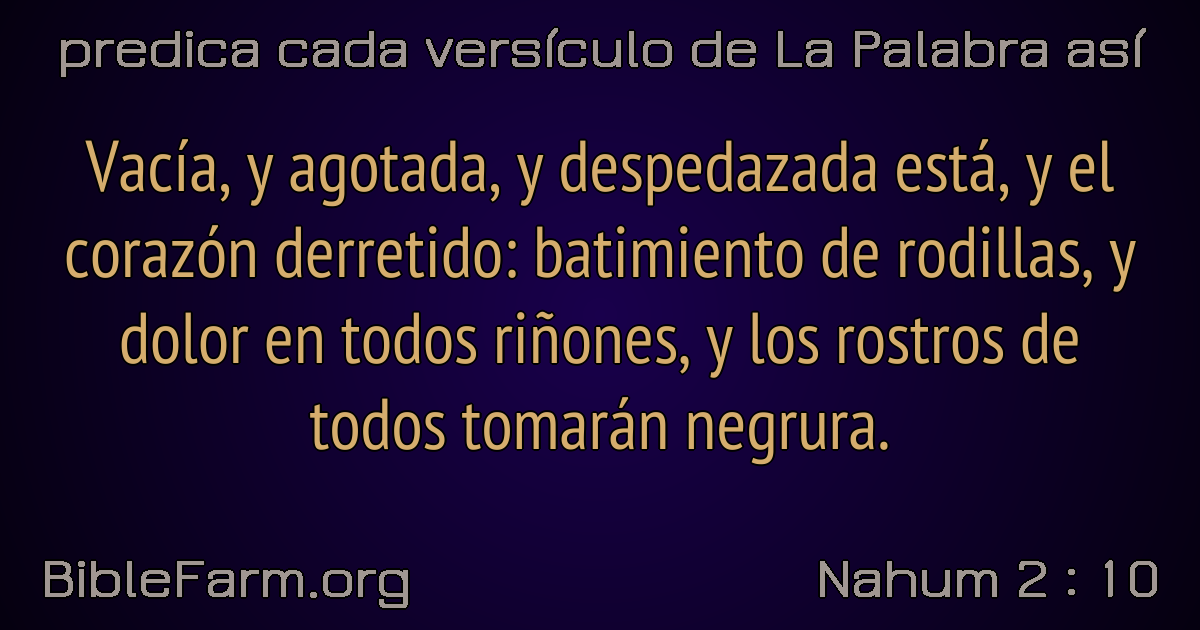 predica cada versículo de La Palabra así
Vacía, y agotada, y despedazada está, y el
corazón derretido: batimiento de rodillas, y
dolor en todos riñones, y los rostros de
todos tomarán negrura.
BibleFarm.org
Nahum 2 : 10